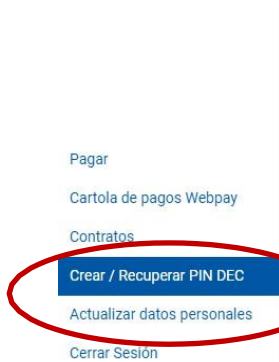 Pagar
Cartola de pagos Webpay
Contratos
Crear / Recuperar PIN DEC
Actualizar datos personales
Cerrar Sesión